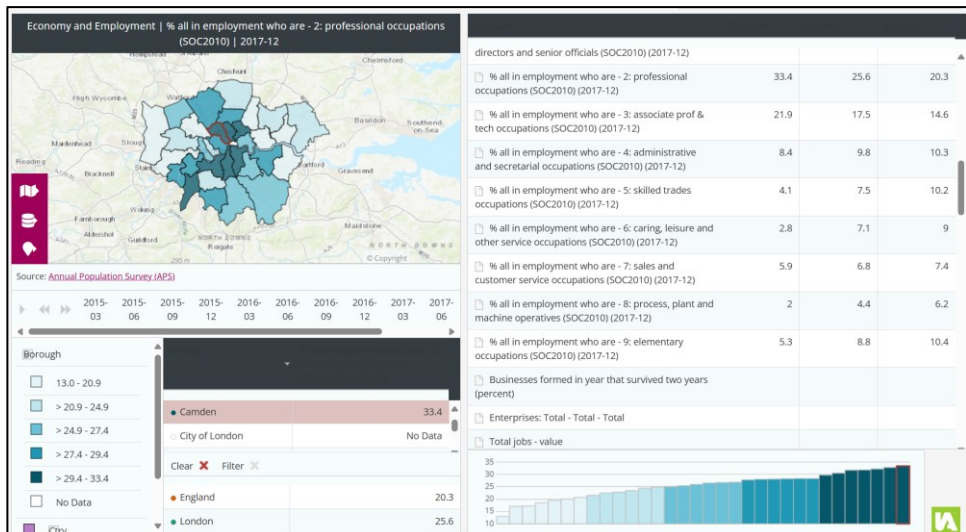 Economy and Employment | % all in employment who are - 2: professional occupations
(SOC2010) | 2017-12
Chelmsford
Cheshunt
High Wycombe
Basildon
Southend-
on-Sea
Maidenhead
Slough
Reading
Bracknell
Dartford
Gravesend
Woking
Farnborough
Aldershot
Guildford
NORTH DOWNS
Reigate
Maidstone
NORTH DOWNS
295 m
© Copyright
Source: Annual Population Survey (APS)
2015-
03
2015-
06
2015-
09
2015-
12
2016-
03
2016-
06
2016-
09
2016-
12
2017-
03
2017-
06
Borough
13.0 - 20.9
> 20.9 - 24.9
> 24.9 - 27.4
> 27.4 - 29.4
> 29.4 - 33.4
No Data
Camden 33.4
City of London No Data
Clear Filter
England 20.3
London 25.6
directors and senior officials (SOC2010) (2017-12)
% all in employment who are - 2: professional 33.4 25.6 20.3
occupations (SOC2010) (2017-12)
% all in employment who are - 3: associate prof & 21.9 17.5 14.6
tech occupations (SOC2010) (2017-12)
% all in employment who are - 4: administrative 8.4 9.8 10.3
and secretarial occupations (SOC2010) (2017-12)
% all in employment who are - 5: skilled trades 4.1 7.5 10.2
occupations (SOC2010) (2017-12)
% all in employment who are - 6: caring, leisure and 2.8 7.1 9
other service occupations (SOC2010) (2017-12)
% all in employment who are - 7: sales and 5.9 6.8 7.4
customer service occupations (SOC2010) (2017-12)
% all in employment who are - 8: process, plant and 2 4.4 6.2
machine operatives (SOC2010) (2017-12)
% all in employment who are - 9: elementary 5.3 8.8 10.4
occupations (SOC2010) (2017-12)
Businesses formed in year that survived two years
(percent)
Enterprises: Total - Total - Total
Total jobs - value
35
30
25
20
15
10